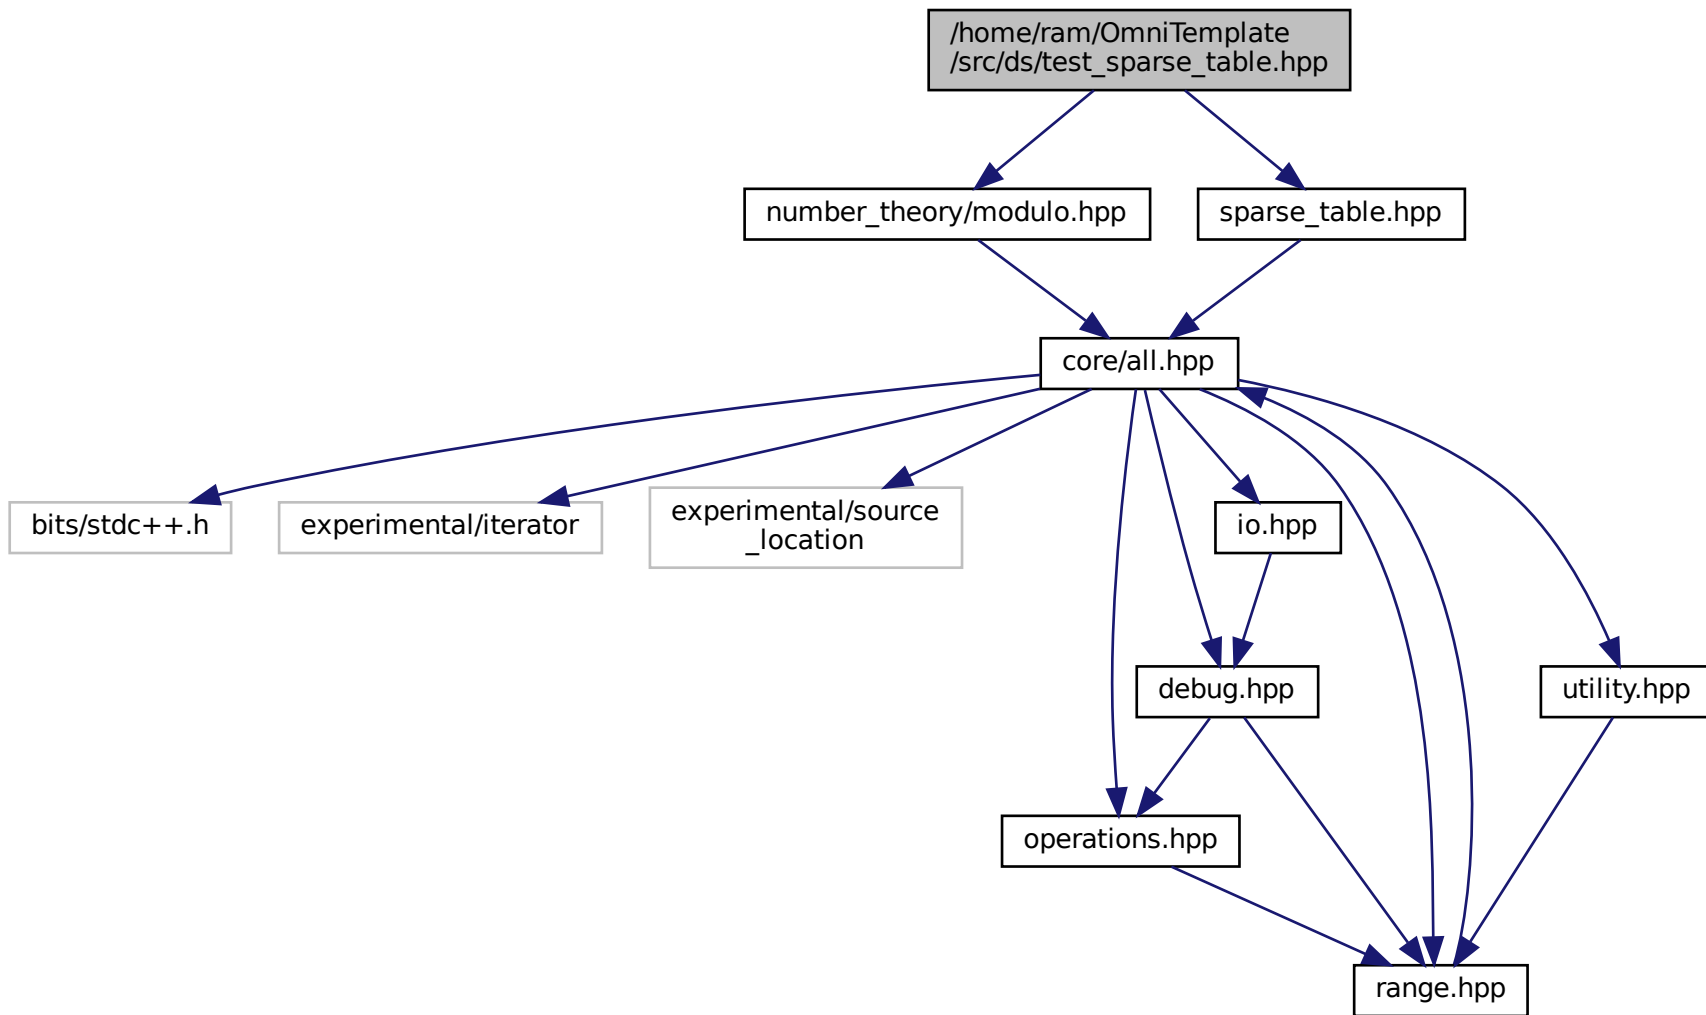 /home/ram/OmniTemplate
/src/ds/test_sparse_table.hpp
number_theory/modulo.hpp
sparse_table.hpp
core/all.hpp
bits/stdc++.h
experimental/iterator
experimental/source
_location
io.hpp
debug.hpp
utility.hpp
operations.hpp
range.hpp